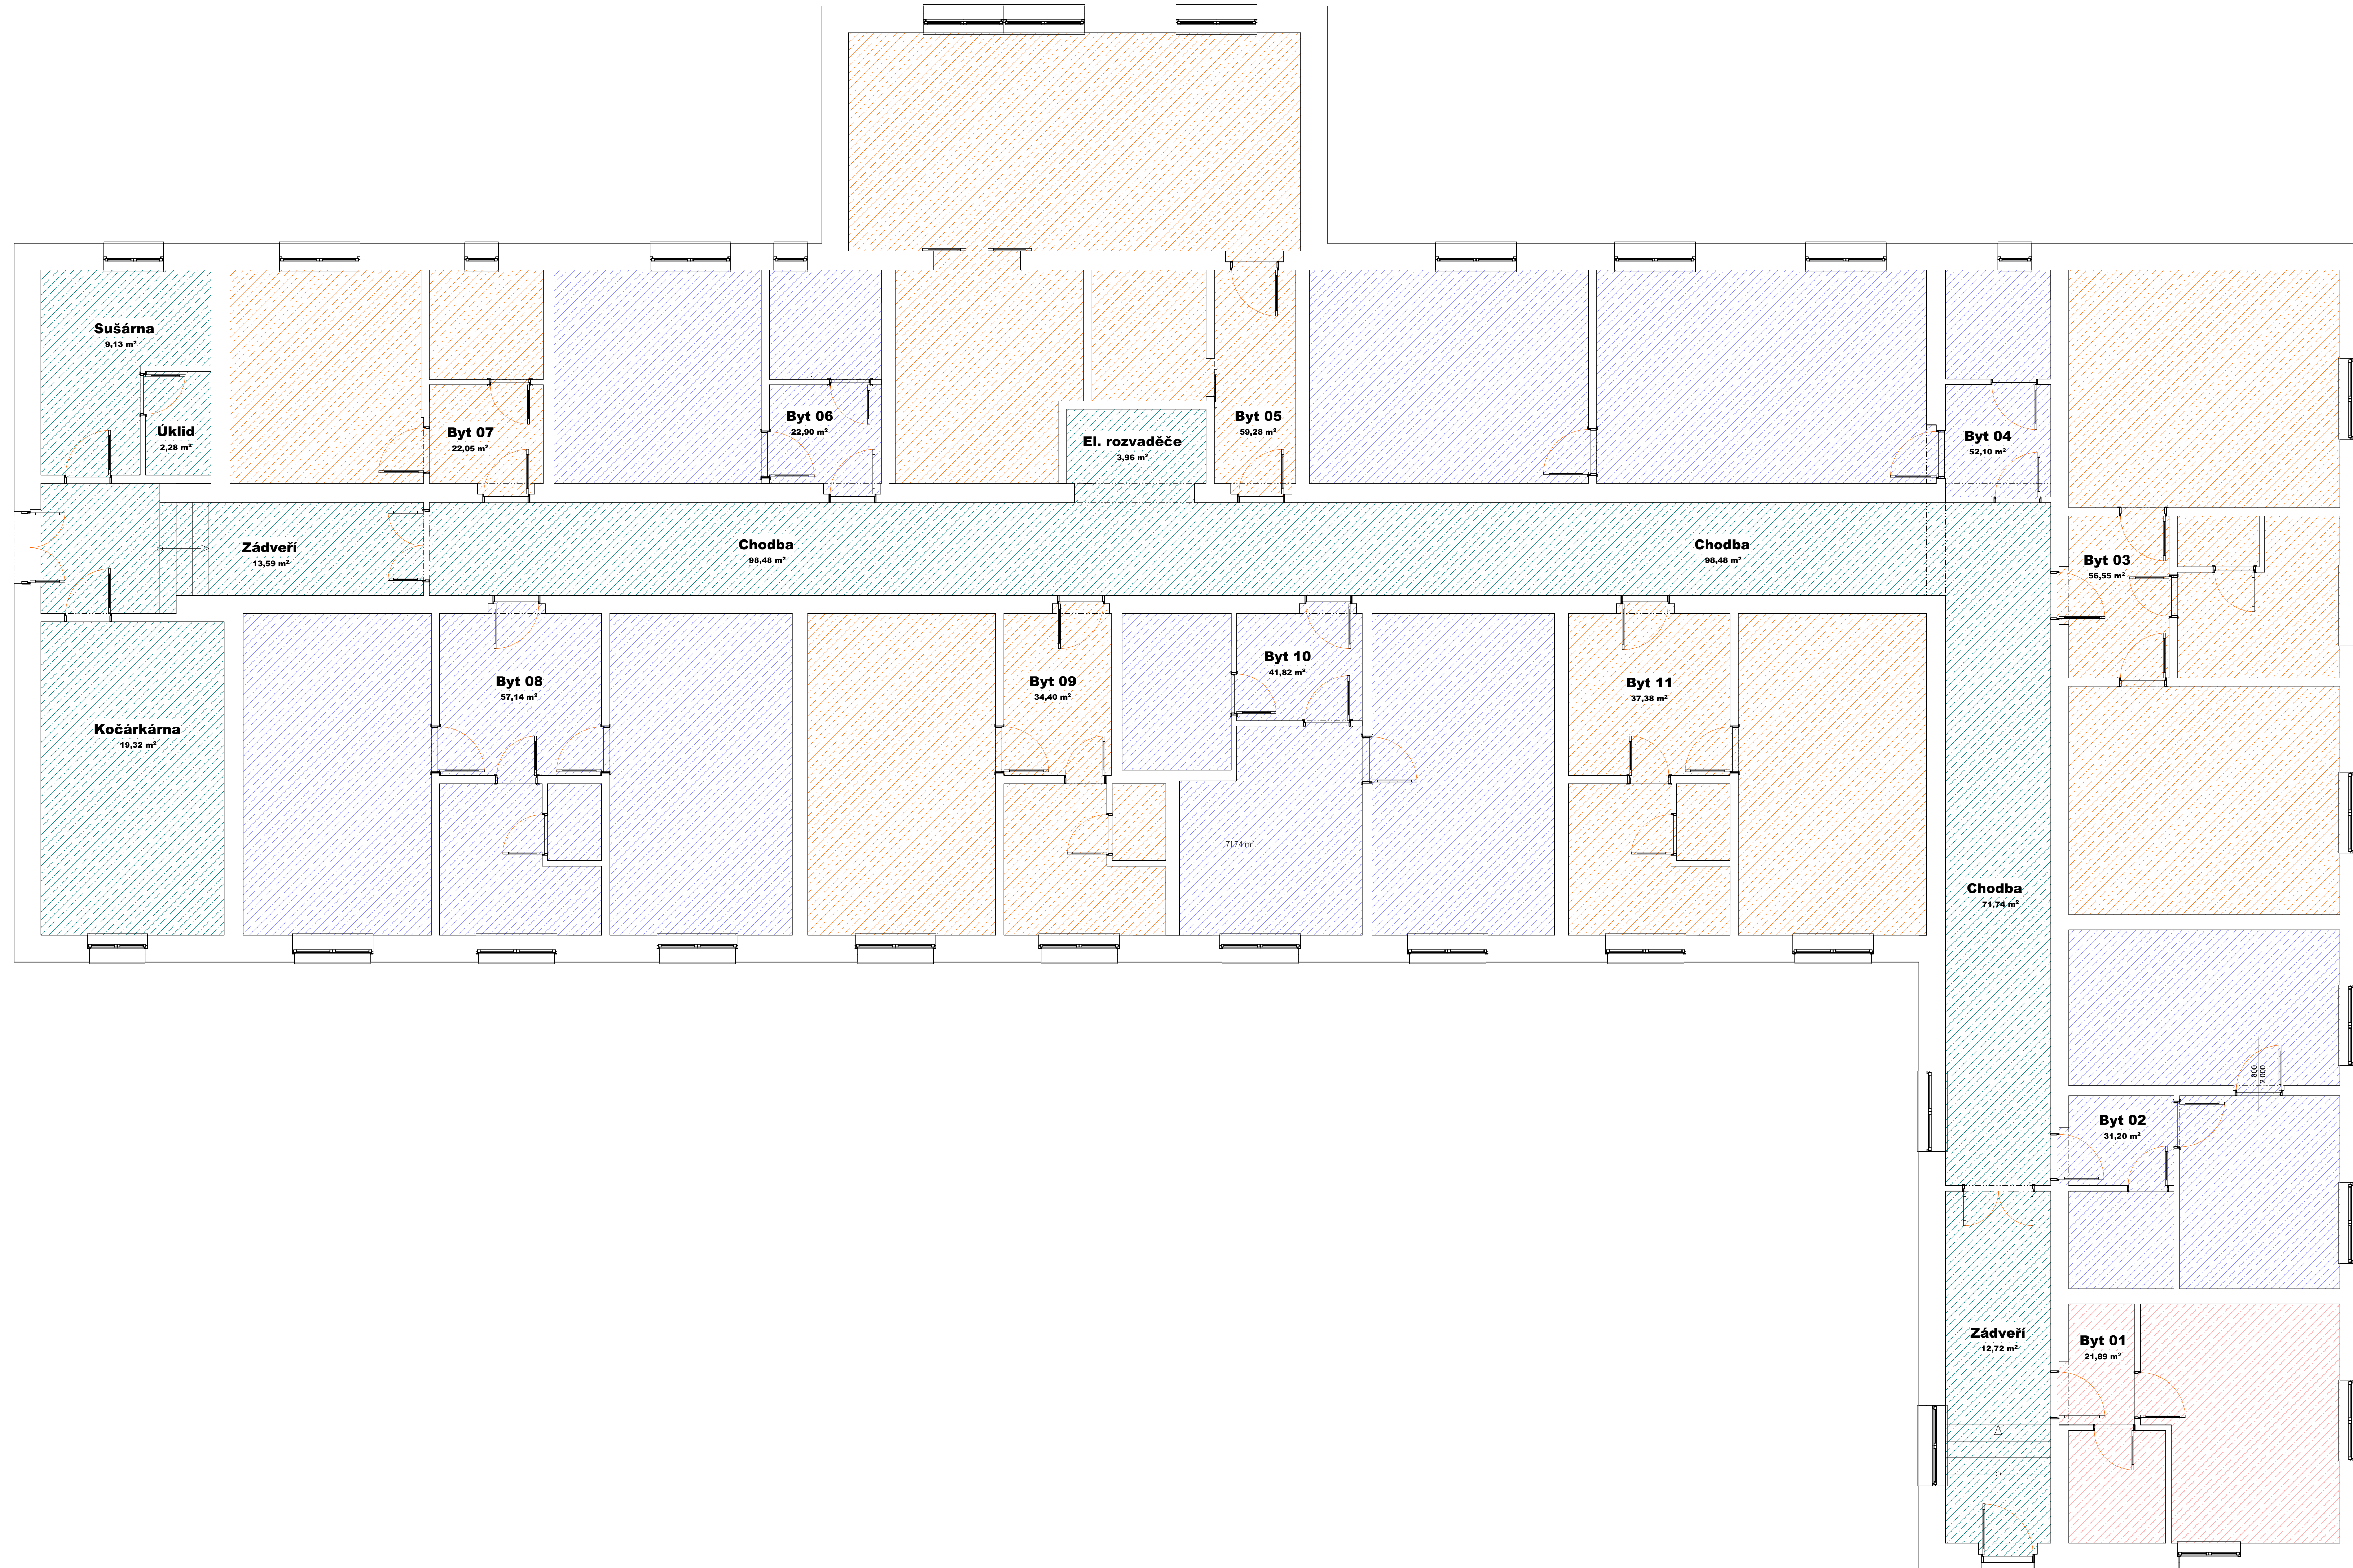 Sušárna
9,13 m²
Úklid
2,28 m²
Byt 07
22,05 m²
Byt 06
22,90 m²
El. rozvaděče
3,96 m²
Byt 05
59,28 m²
Byt 04
52,10 m²
Zádveří
13,59 m²
Chodba
98,48 m²
Chodba
98,48 m²
Byt 03
56,55 m²
Kočárkárna
19,32 m²
Byt 08
57,14 m²
Byt 09
34,40 m²
Byt 10
41,82 m²
Byt 11
37,38 m²
71,74 m²
Chodba
71,74 m²
800
2 000
Byt 02
31,20 m²
Zádveří
12,72 m²
Byt 01
21,89 m²